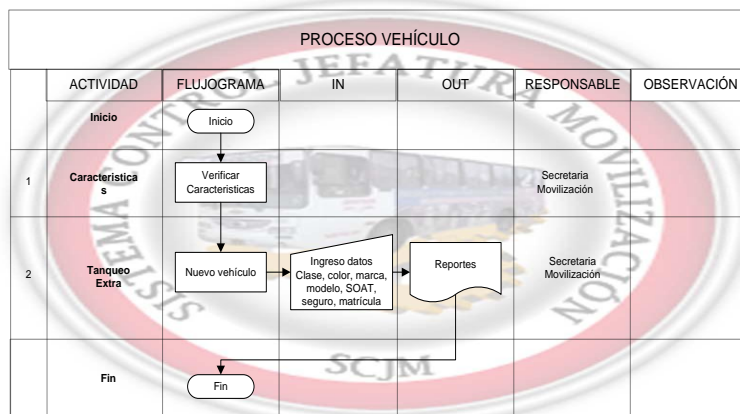 PROCESO VEHÍCULO
ACTIVIDAD FLUJOGRAMA IN OUT RESPONSABLE OBSERVACIÓN
Inicio
Inicio
1
Caracteristica
s
Verificar
Caracteristicas
Secretaria
Movilización
2
Tanqueo
Extra
Nuevo vehículo
Ingreso datos
Clase, color, marca,
modelo, SOAT,
seguro, matrícula
Reportes
Secretaria
Movilización
Fin
Fin
SISTEMA CONTROL JEFATURA MOVILIZACIÓN
SCJM